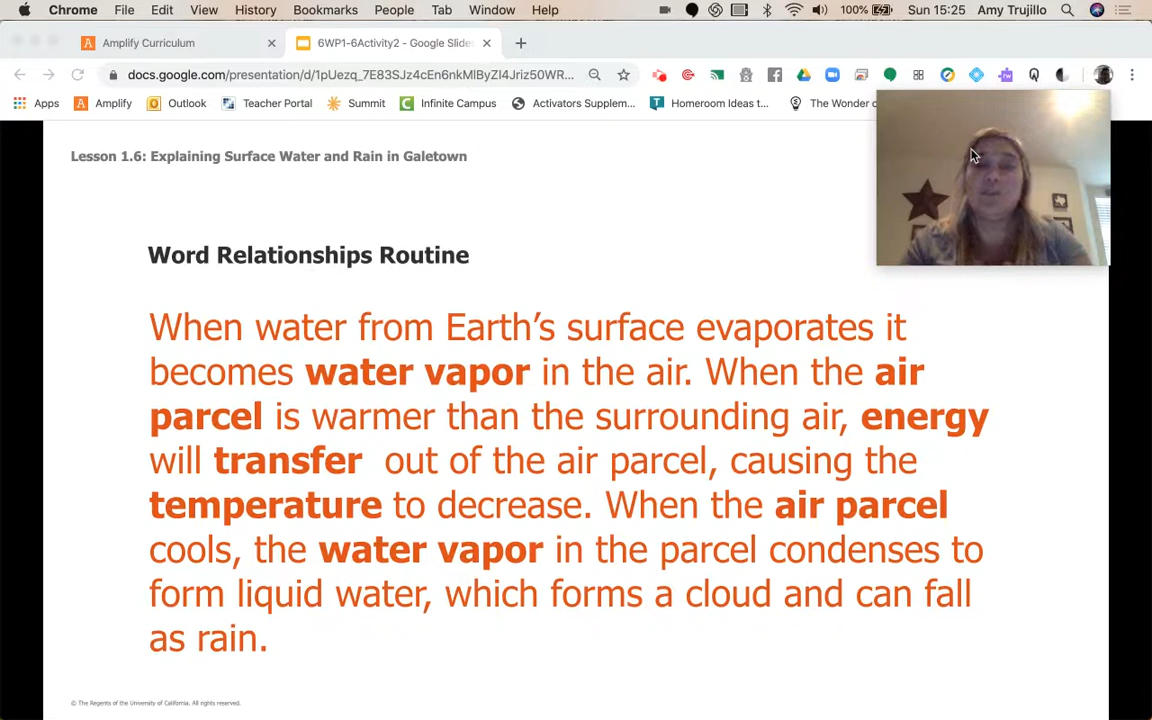 Chrome File Edit View History Bookmarks People Tab Window Help 100% Sun 15:25 Amy Trujillo
Amplify Curriculum 6WP1-6Activity2 - Google Slides
docs.google.com/presentation/d/1pUezq_7E83SJz4cEn6nkMlByZl4Jriz50WR...
Apps Amplify Outlook Teacher Portal Summit Infinite Campus Activators Supplem... Homeroom Ideas t... The Wonder o
Lesson 1.6: Explaining Surface Water and Rain in Galetown
Word Relationships Routine
When water from Earth’s surface evaporates it
becomes water vapor in the air. When the air
parcel is warmer than the surrounding air, energy
will transfer out of the air parcel, causing the
temperature to decrease. When the air parcel
cools, the water vapor in the parcel condenses to
form liquid water, which forms a cloud and can fall
as rain.
© The Regents of the University of California. All rights reserved.